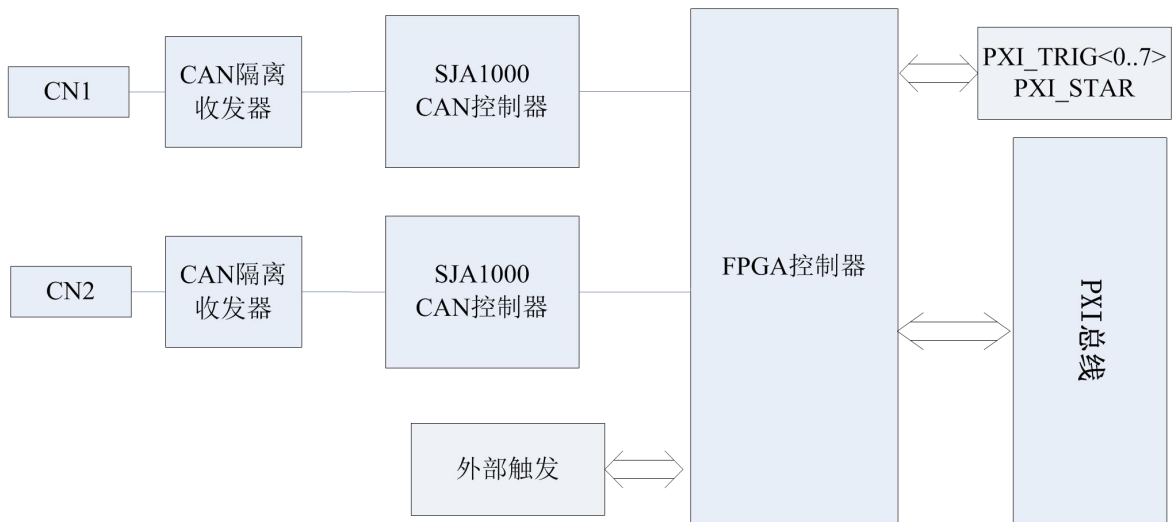 CN1
CAN隔离
收发器
SJA1000
CAN控制器
PXI_TRIG<0..7>
PXI_STAR
CN2
CAN隔离
收发器
SJA1000
CAN控制器
FPGA控制器
PXI总线
外部触发